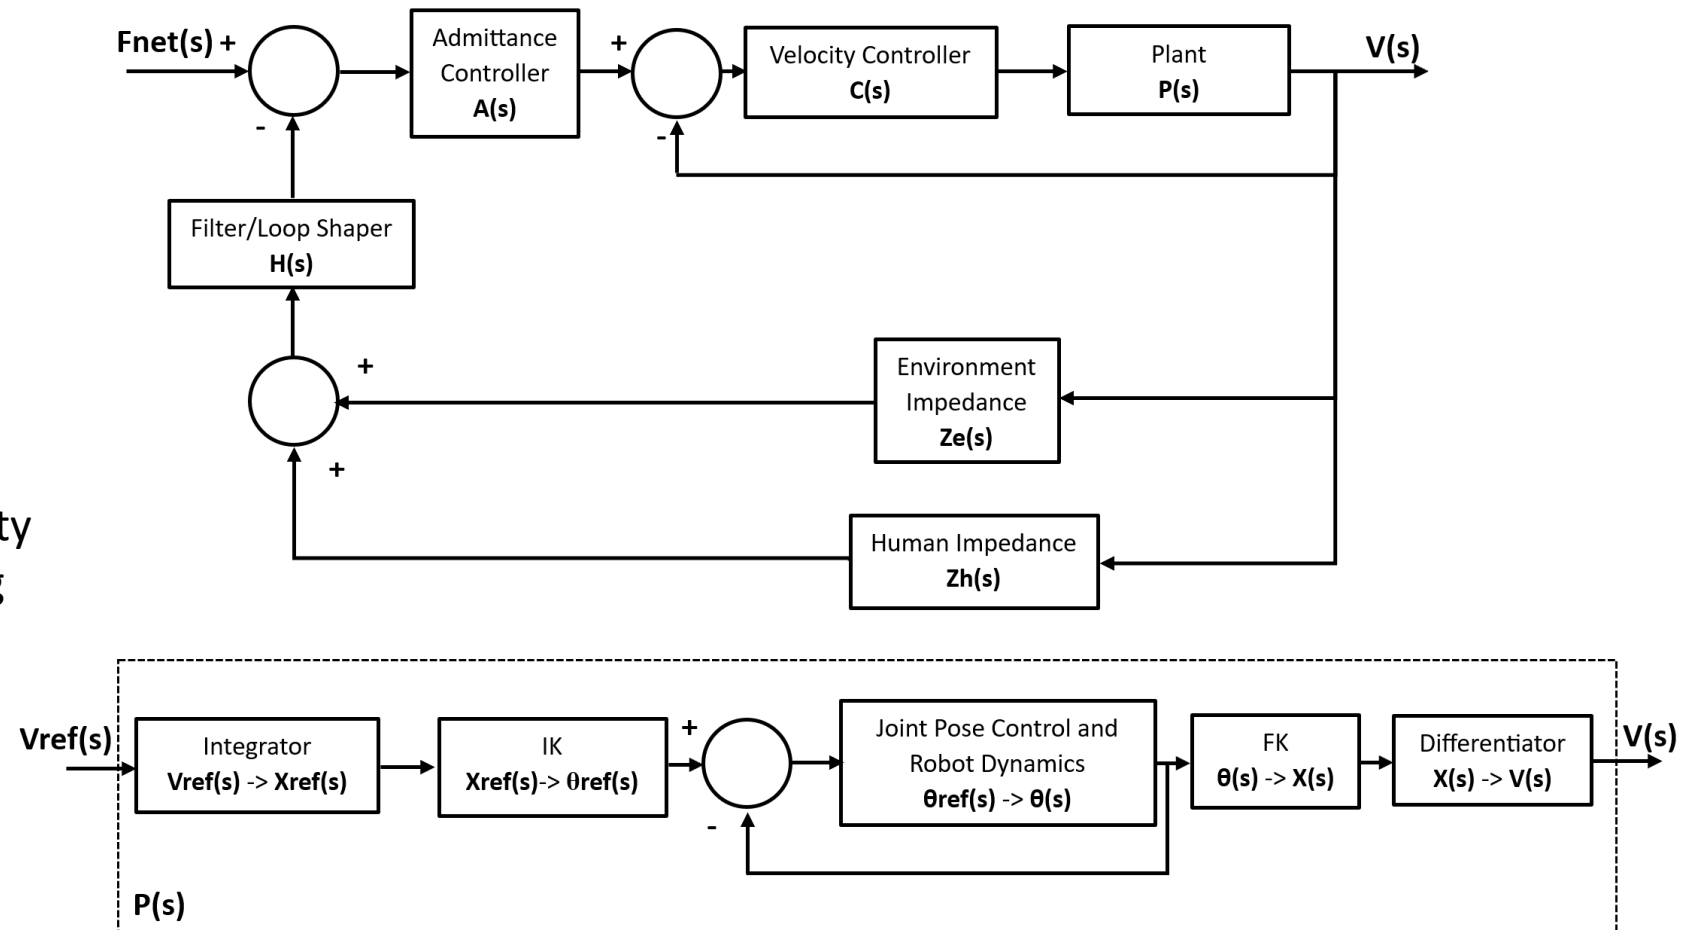 Fnet(s) +
Admittance
Controller
A(s)
+
Velocity Controller
C(s)
Plant
P(s)
V(s)
-
-
Filter/Loop Shaper
H(s)
+
Environment
Impedance
Ze(s)
+
Human Impedance
Zh(s)
ty
g
Vref(s)
Integrator
Vref(s) -> Xref(s)
IK
Xref(s)-> θref(s)
+
-
Joint Pose Control and
Robot Dynamics
θref(s) -> θ(s)
FK
θ(s) -> X(s)
Differentiator
X(s) -> V(s)
V(s)
P(s)